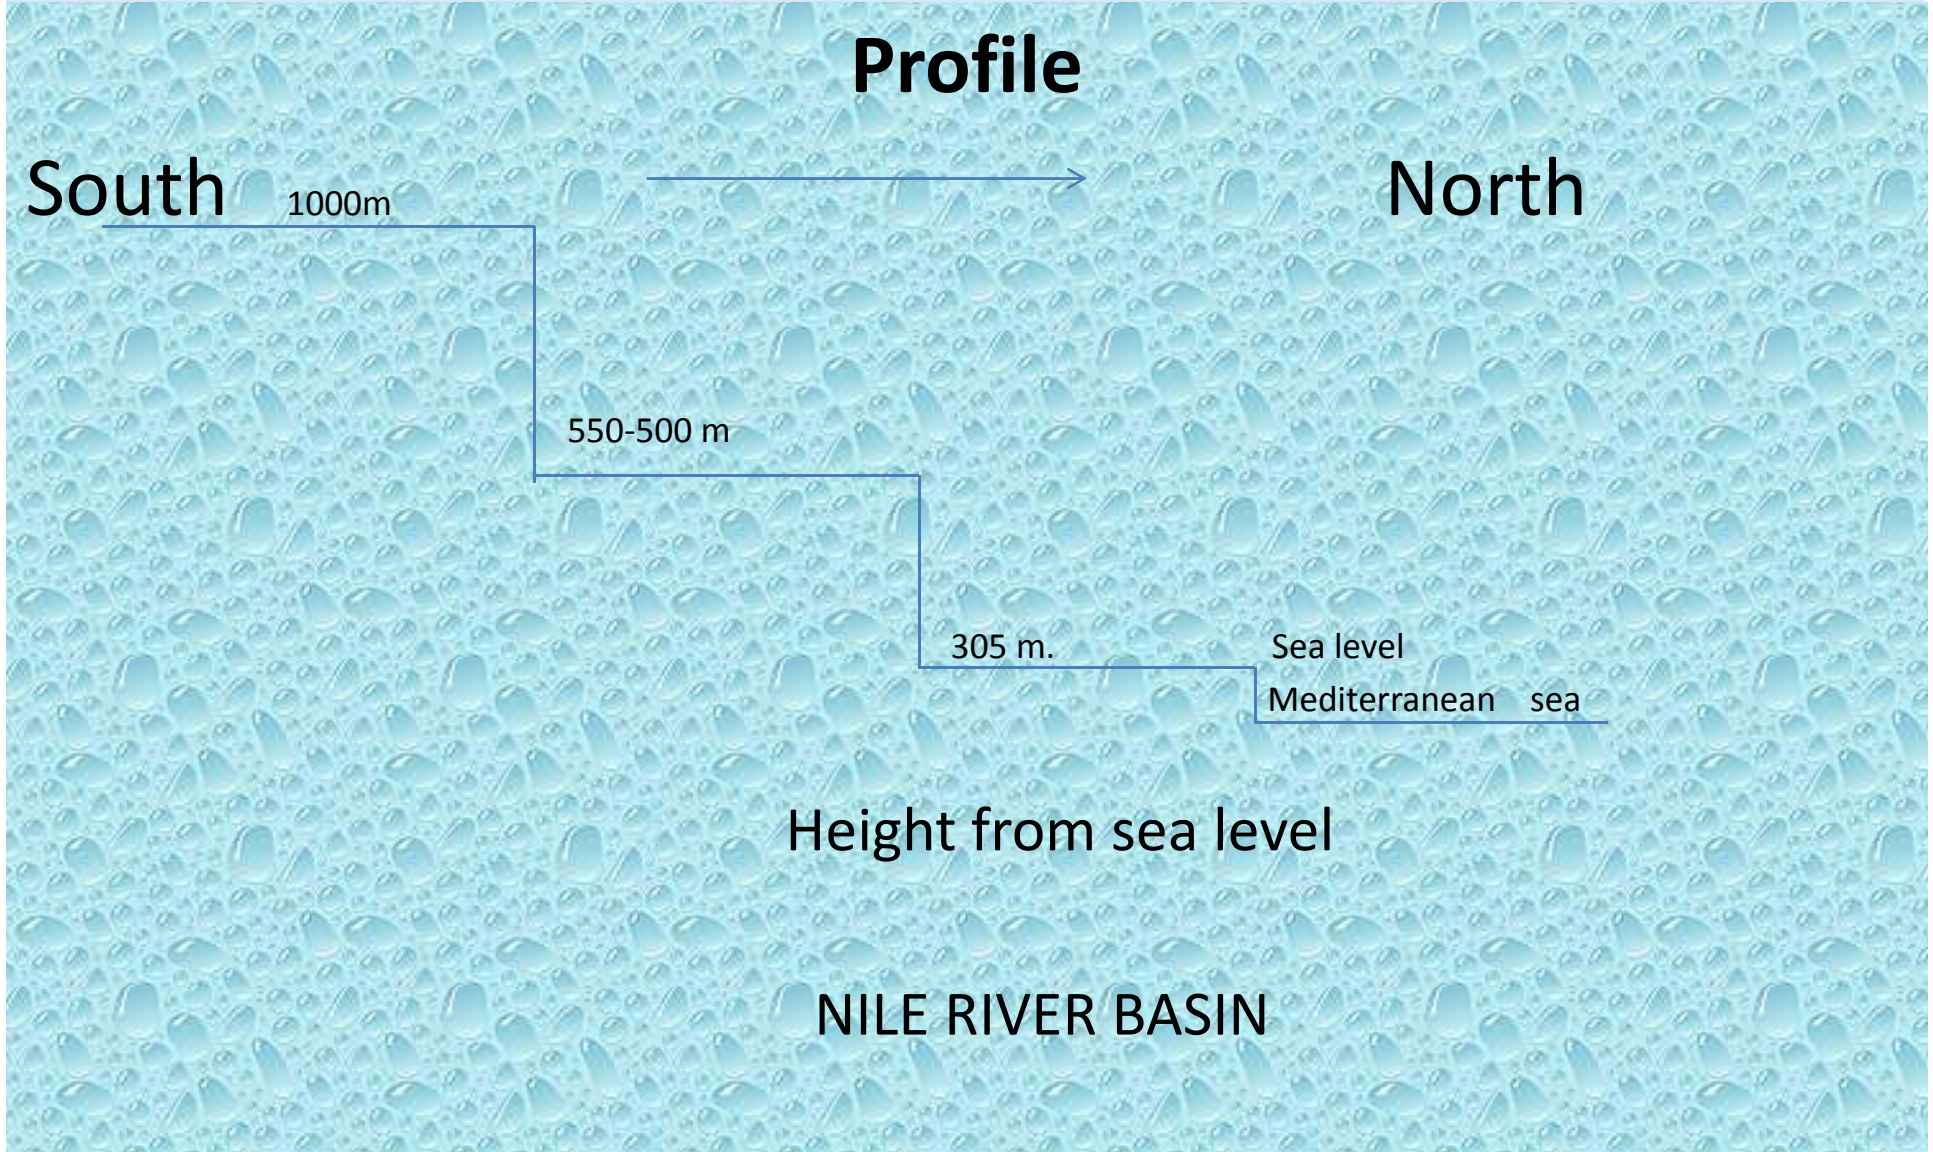 Profile
South
1000m
North
550-500 m
305 m.
Sea level
Mediterranean sea
Height from sea level
NILE RIVER BASIN